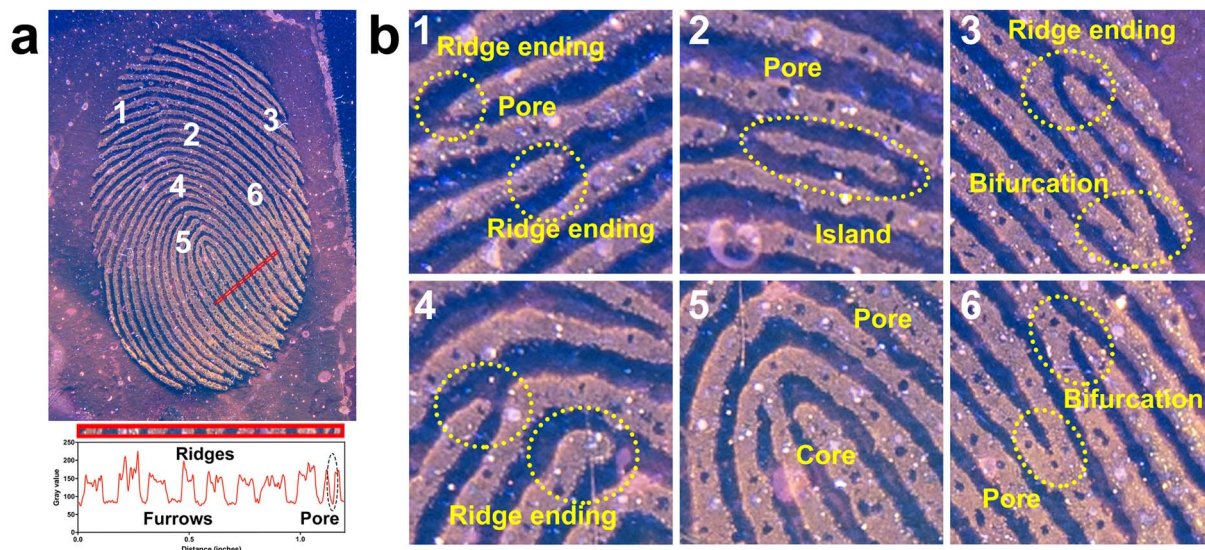 a
1
2
3
4
5
6
250
200
150
100
50
0
Gray value
Ridges
Furrows
Pore
0.0
0.5
1.0
Distance (inches)
b
1
Ridge ending
Pore
Ridge ending
2
Pore
Island
3
Ridge ending
Bifurcation
4
Ridge ending
5
Pore
Core
6
Bifurcation
Pore